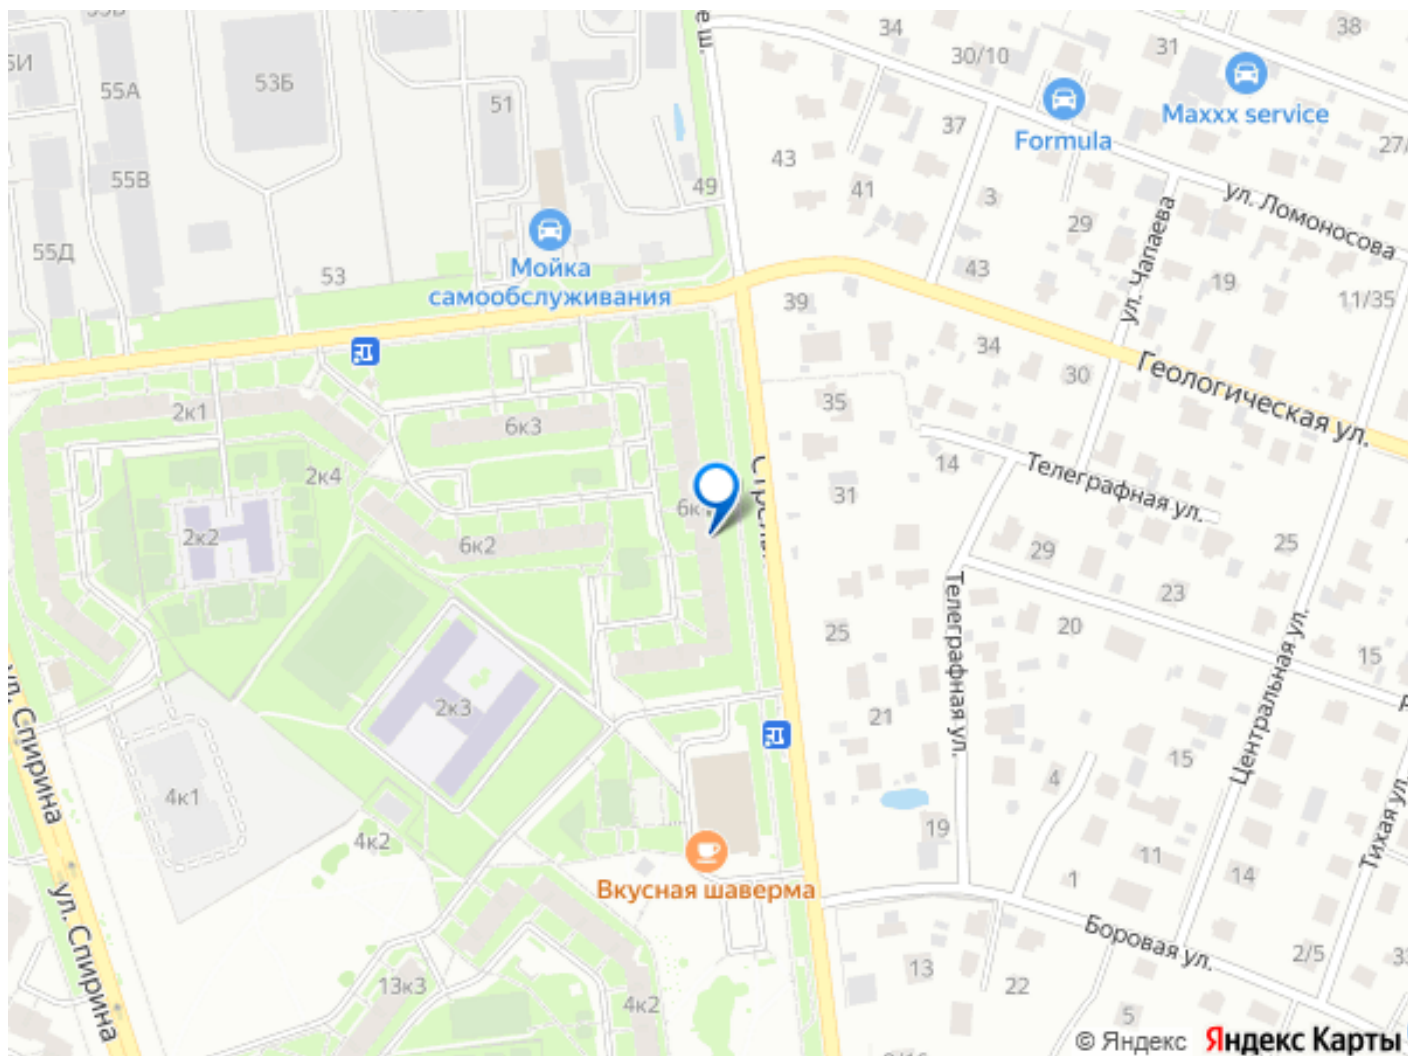 38
34
30/10
31
53Б
55А
51
Maxxx service
Formula
37
43
55В
49
41
3
ул. Ломоносова
29
ул. Чапаева
55Д
53
Мойка
самообслуживания
43
19
11/35
39
34
30
Геологическая ул.
2к1
6к3
35
2к4
14
Телеграфная ул.
31
2к2
6к2
29
25
23
Телеграфная ул.
25
20
15
Центральная ул.
2к3
21
15
ул. Спирина
4к1
4
Тихая ул.
4к2
19
11
14
1
Вкусная шаверма
ул. Спирина
Боровая ул.
2/5
13
22
13к3
4к2
5
© Яндекс Яндекс Карты